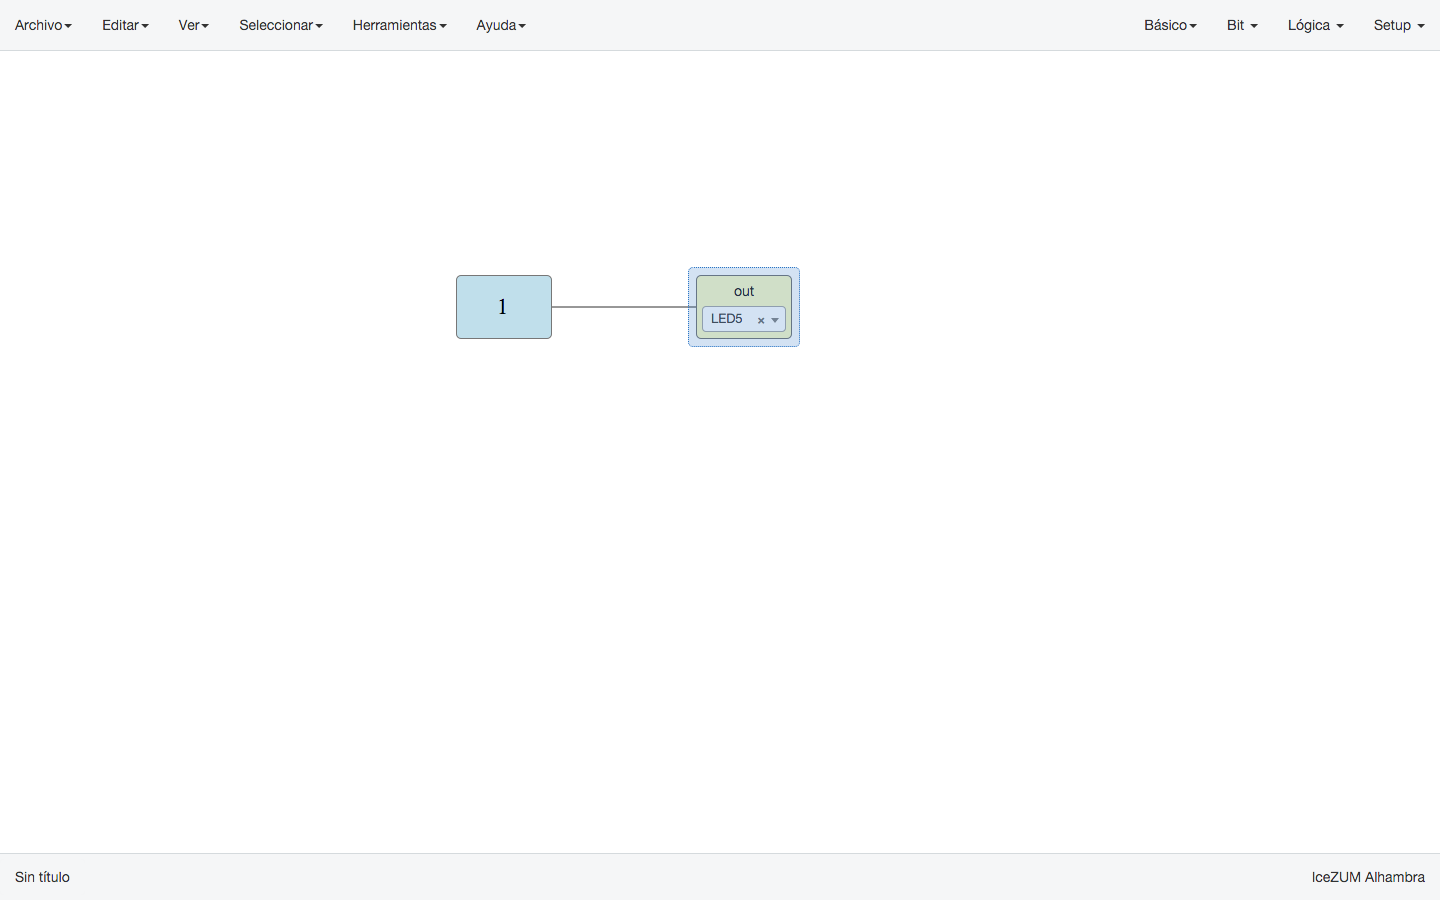 Archivo Editar Ver Seleccionar Herramientas Ayuda Básico Bit Lógica Setup
1
out
LED5
Sin título IceZUM Alhambra